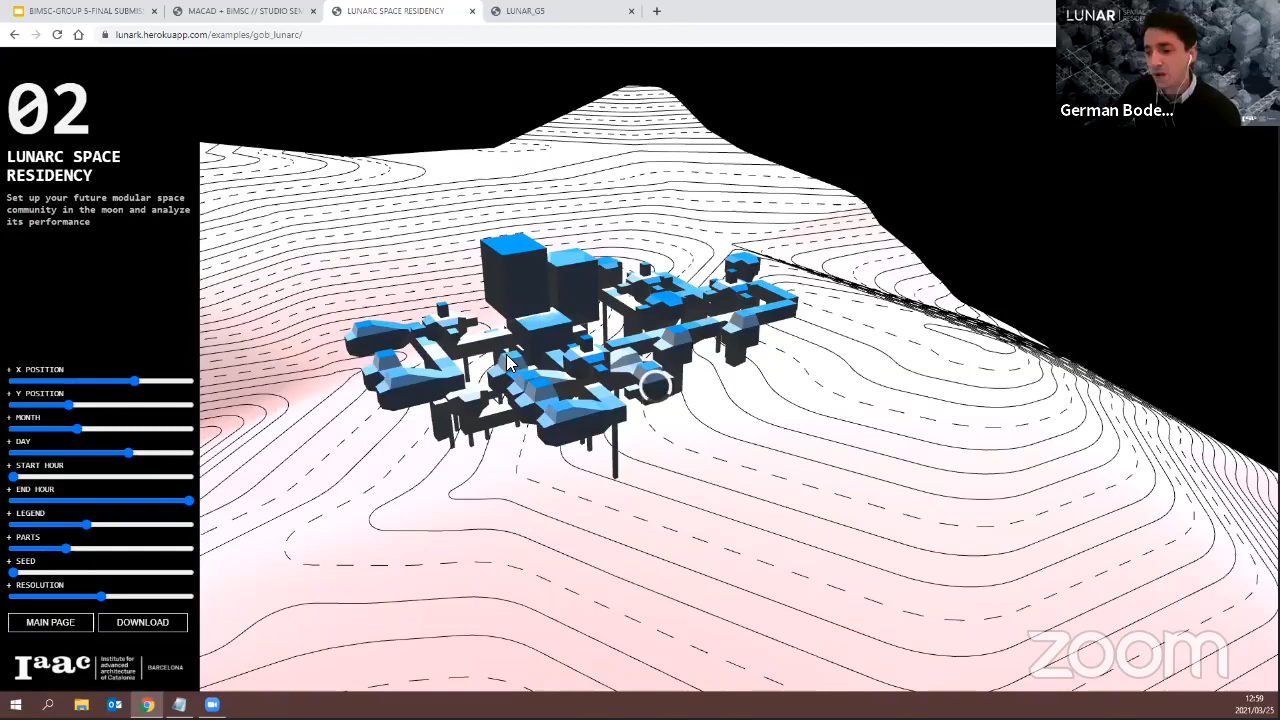 BIMSC-GROUP 5-FINAL SUBMIS
MACAD + BIMSC // STUDIO SEM
LUNARC SPACE RESIDENCY
LUNAR_G5
lunark.herokuapp.com/examples/gob_lunarc/
LUNAR
German Bode...
02
LUNARC SPACE
RESIDENCY
Set up your future modular space
community in the moon and analyze
its performance
+ X POSITION
+ Y POSITION
+ MONTH
+ DAY
+ START HOUR
+ END HOUR
+ LEGEND
+ PARTS
+ SEED
+ RESOLUTION
MAIN PAGE
DOWNLOAD
Iaac
Institute for
advanced
architecture
of Catalonia
BARCELONA
zoom
12:59
2021/03/25